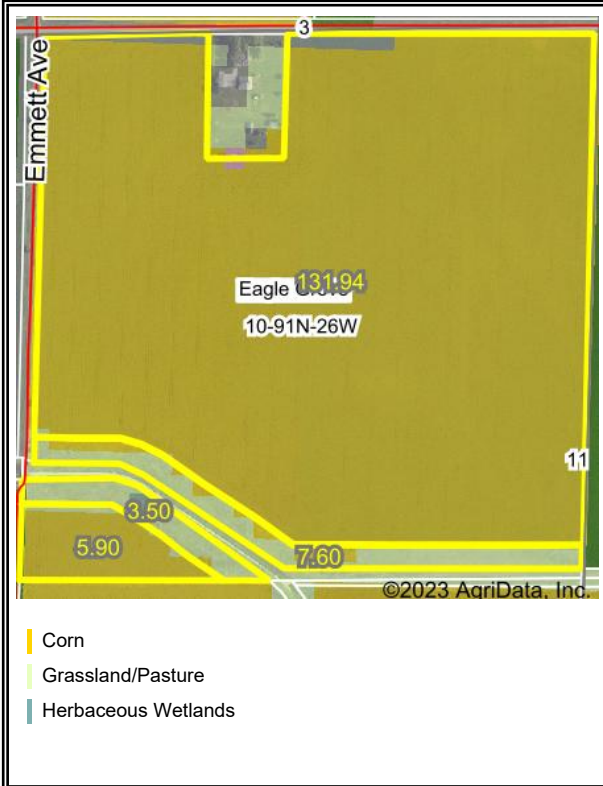 3
Emmett Ave
131.94
Eagle
10-91N-26W
11
3.50
5.90
7.60
©2023 AgriData, Inc.
Corn
Grassland/Pasture
Herbaceous Wetlands